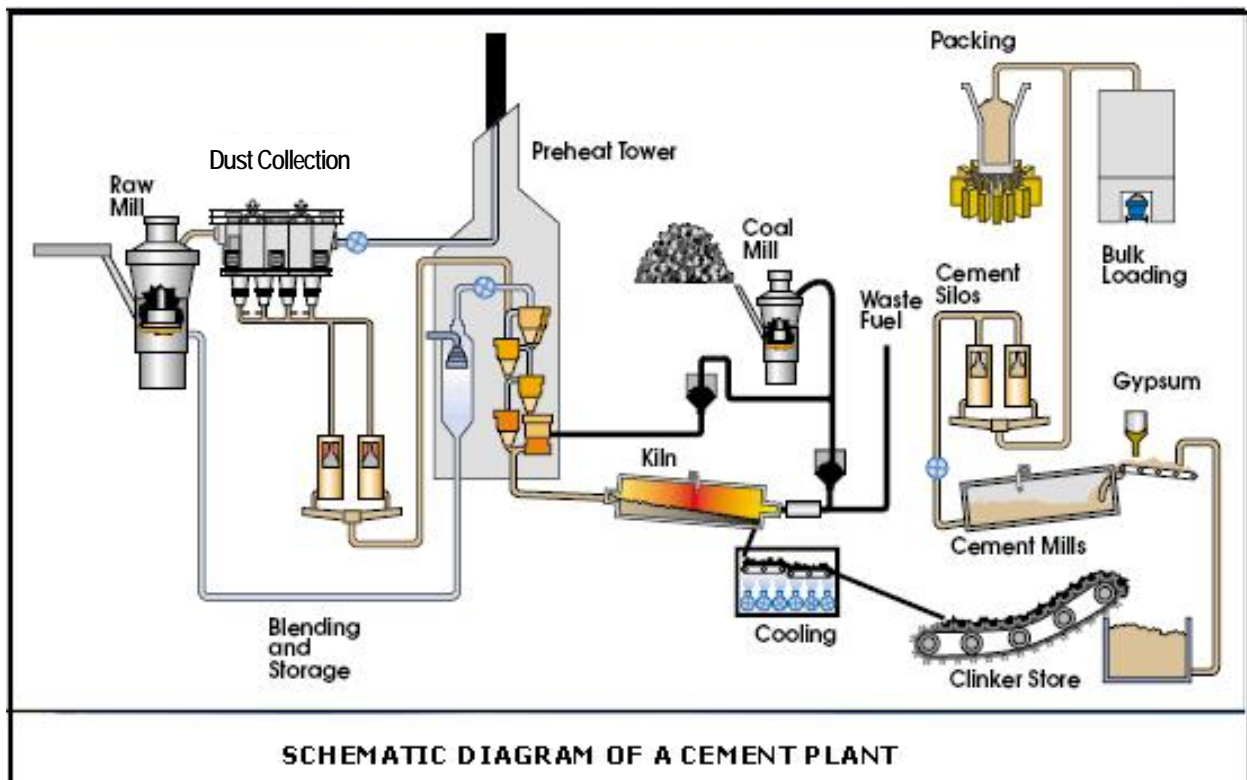 Packing
Dust Collection
Preheat Tower
Raw
Mill
Coal
Mill
Bulk
Loading
Cement
Silos
Waste
Fuel
Gypsum
Kiln
Cement Mills
Blending
and
Storage
Cooling
Clinker Store
SCHEMATIC DIAGRAM OF A CEMENT PLANT